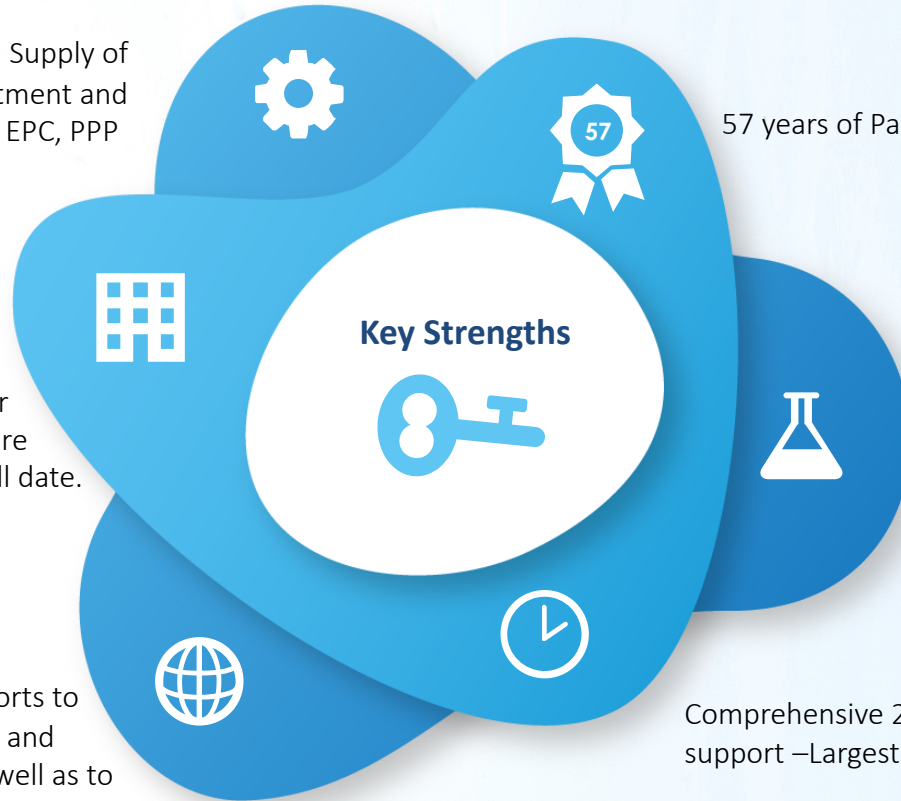 Supply of
tment and
EPC, PPP
57
57 years of Pa
Key Strengths
r
re
ll date.
orts to
and
well as to
Comprehensive 2
support –Largest